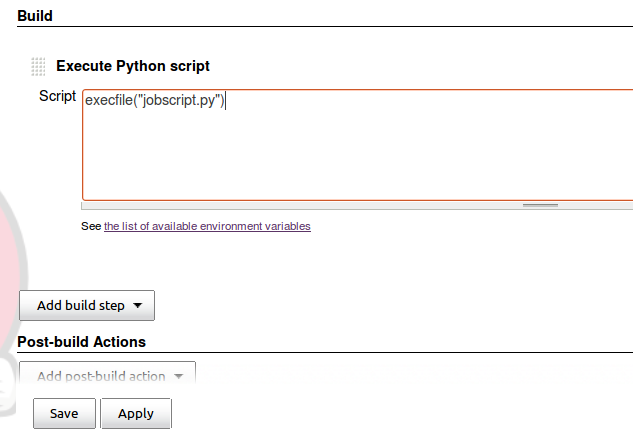 Build
Execute Python script
Script
execfile("jobscript.py")
See the list of available environment variables
Add build step
Post-build Actions
Add post-build action
Save Apply